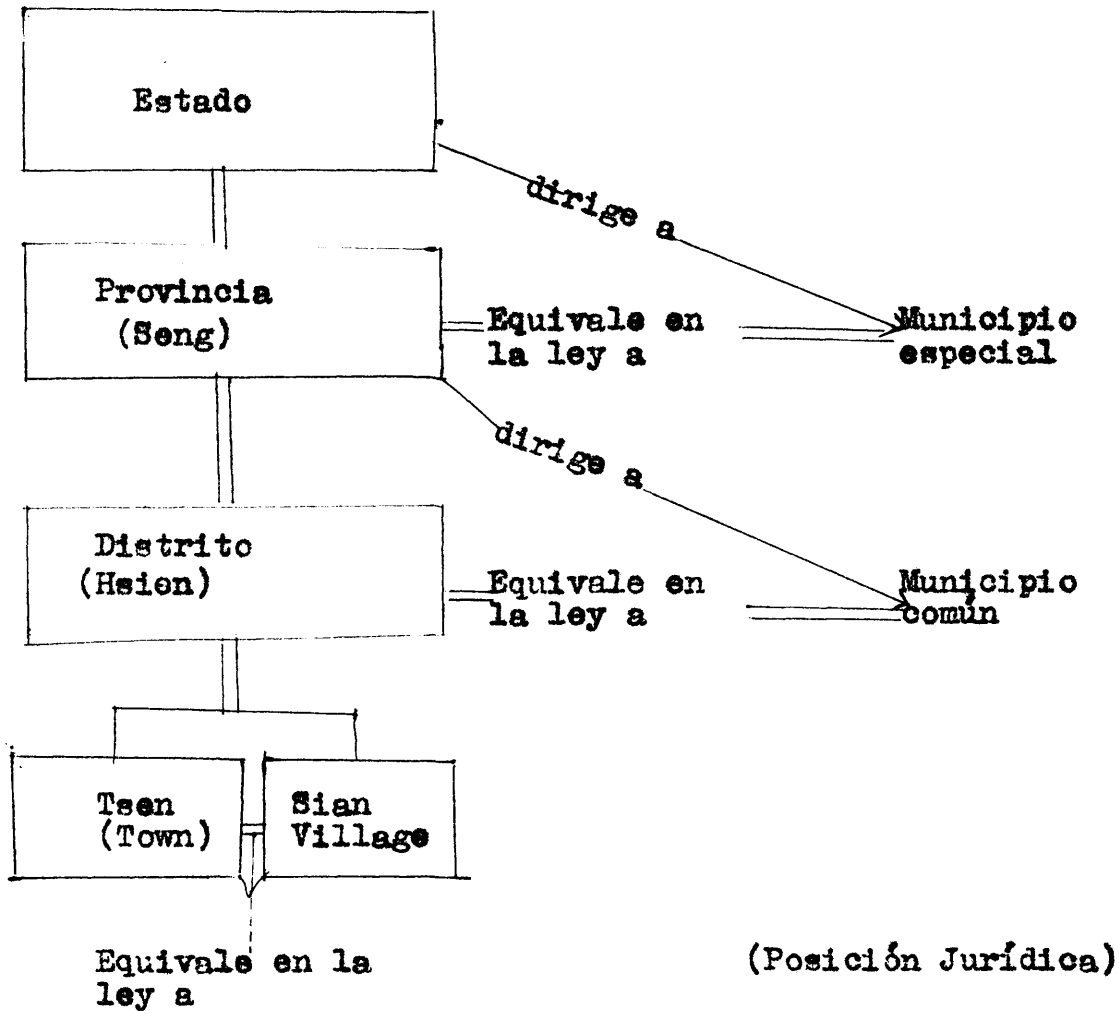 Estado
dirige a
Provincia
(Seng)
Equivale en
la ley a
Municipio
especial
dirige a
Distrito
(Hsien)
Equivale en
la ley a
Municipio
común
Tsen
(Town)
Sian
Village
Equivale en la
ley a
(Posición Jurídica)